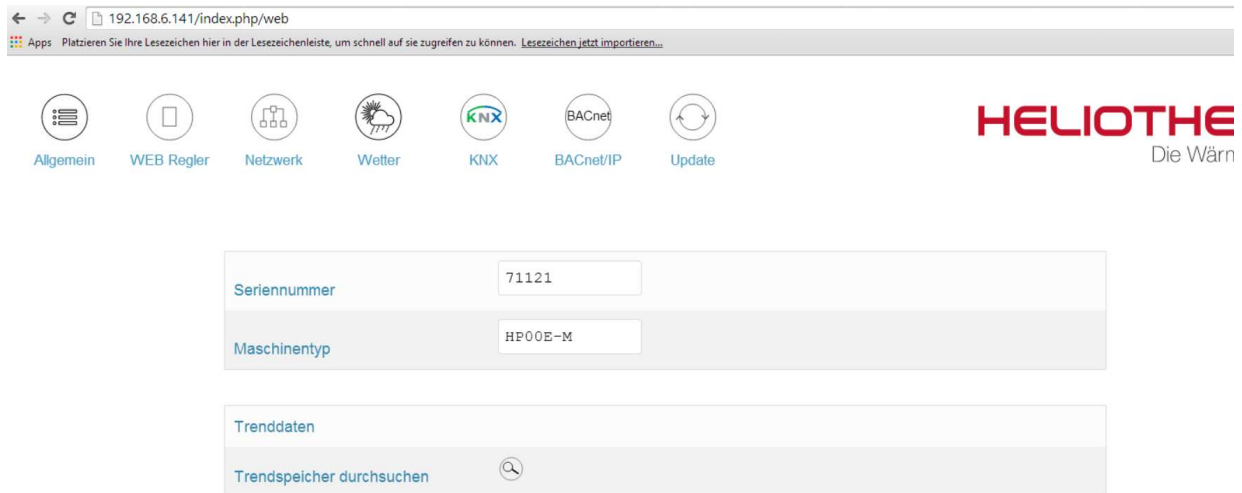 192.168.6.141/index.php/web
Apps Platzieren Sie Ihre Lesezeichen hier in der Lesezeichenleiste, um schnell auf sie zugreifen zu können. Lesezeichen jetzt importieren...
KNX BACnet
Allgemein WEB Regler Netzwerk Wetter KNX BACnet/IP Update
HELIOTHE
Die Wärm
Seriennummer 71121
Maschinentyp HP00E-M
Trenddaten
Trendspeicher durchsuchen